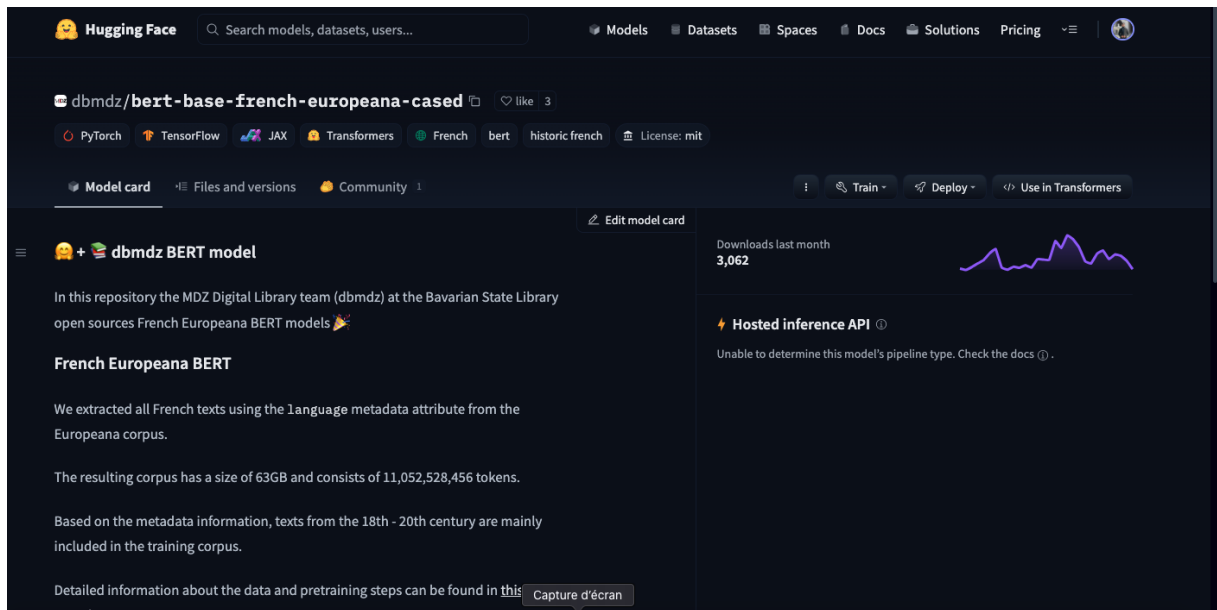 Hugging Face
Search models, datasets, users...
Models
Datasets
Spaces
Docs
Solutions
Pricing
dbmdz/bert-base-french-europeana-cased
like 3
PyTorch
TensorFlow
JAX
Transformers
French
bert
historic french
License: mit
Model card
Files and versions
Community 1
Train
Deploy
</> Use in Transformers
Edit model card
🤗 + 📚 dbmdz BERT model
In this repository the MDZ Digital Library team (dbmdz) at the Bavarian State Library
open sources French Europeana BERT models 🎉
French Europeana BERT
We extracted all French texts using the language metadata attribute from the
Europeana corpus.
The resulting corpus has a size of 63GB and consists of 11,052,528,456 tokens.
Based on the metadata information, texts from the 18th - 20th century are mainly
included in the training corpus.
Detailed information about the data and pretraining steps can be found in this
Capture d'écran
Downloads last month
3,062
Hosted inference API
Unable to determine this model's pipeline type. Check the docs .